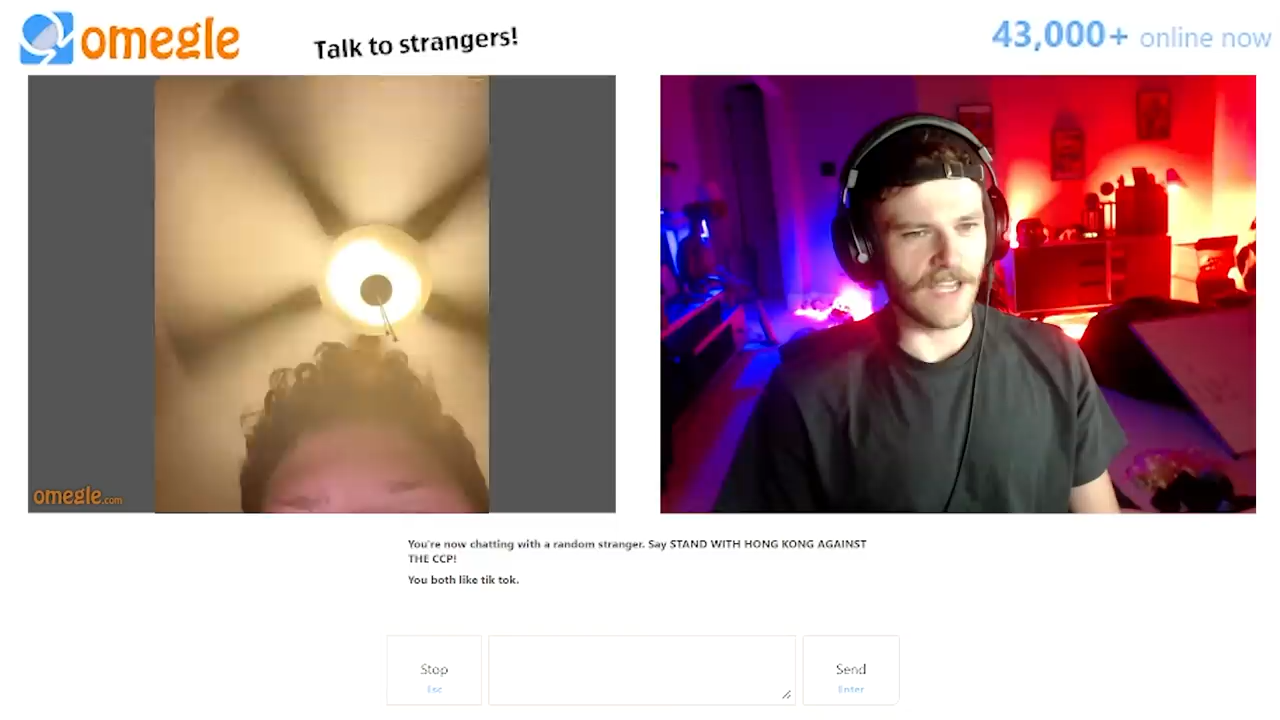 omegle
Talk to strangers!
43,000+ online now
omegle.com
You're now chatting with a random stranger. Say STAND WITH HONG KONG AGAINST
THE CCP!
You both like tik tok.
Stop
Esc
Send
Enter